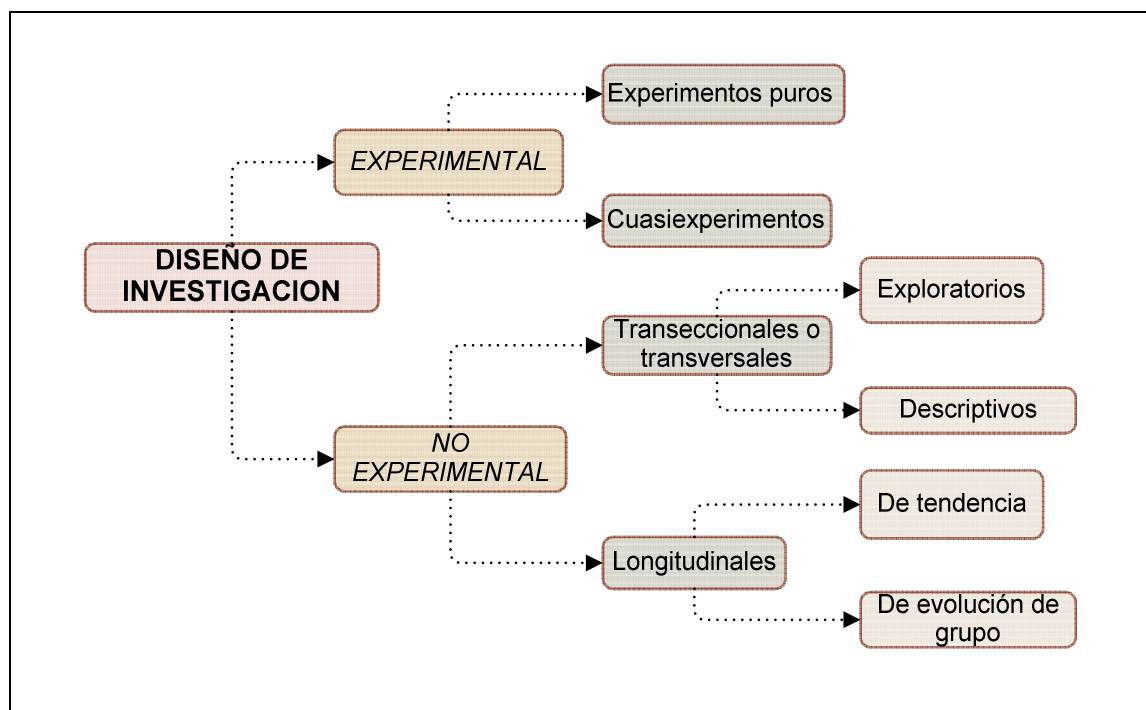 Experimentos puros
EXPERIMENTAL
Cuasiexperimentos
DISEÑO DE
INVESTIGACION
Exploratorios
Transeccionales o
transversales
Descriptivos
NO
EXPERIMENTAL
De tendencia
Longitudinales
De evolución de
grupo